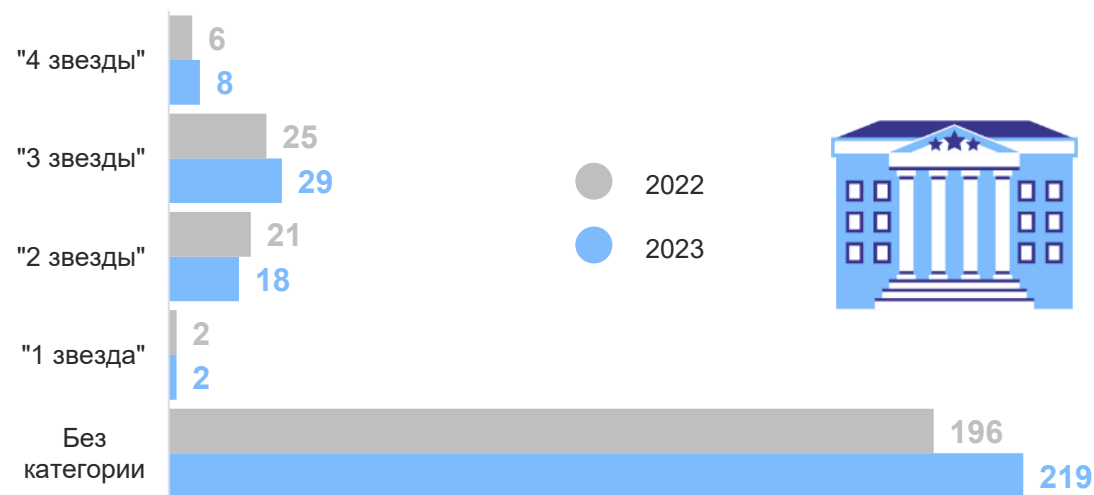 "4 звезды"
6
8
"3 звезды"
25
29
"2 звезды"
21
18
"1 звезда"
2
2
Без
категории
196
219
2022
2023